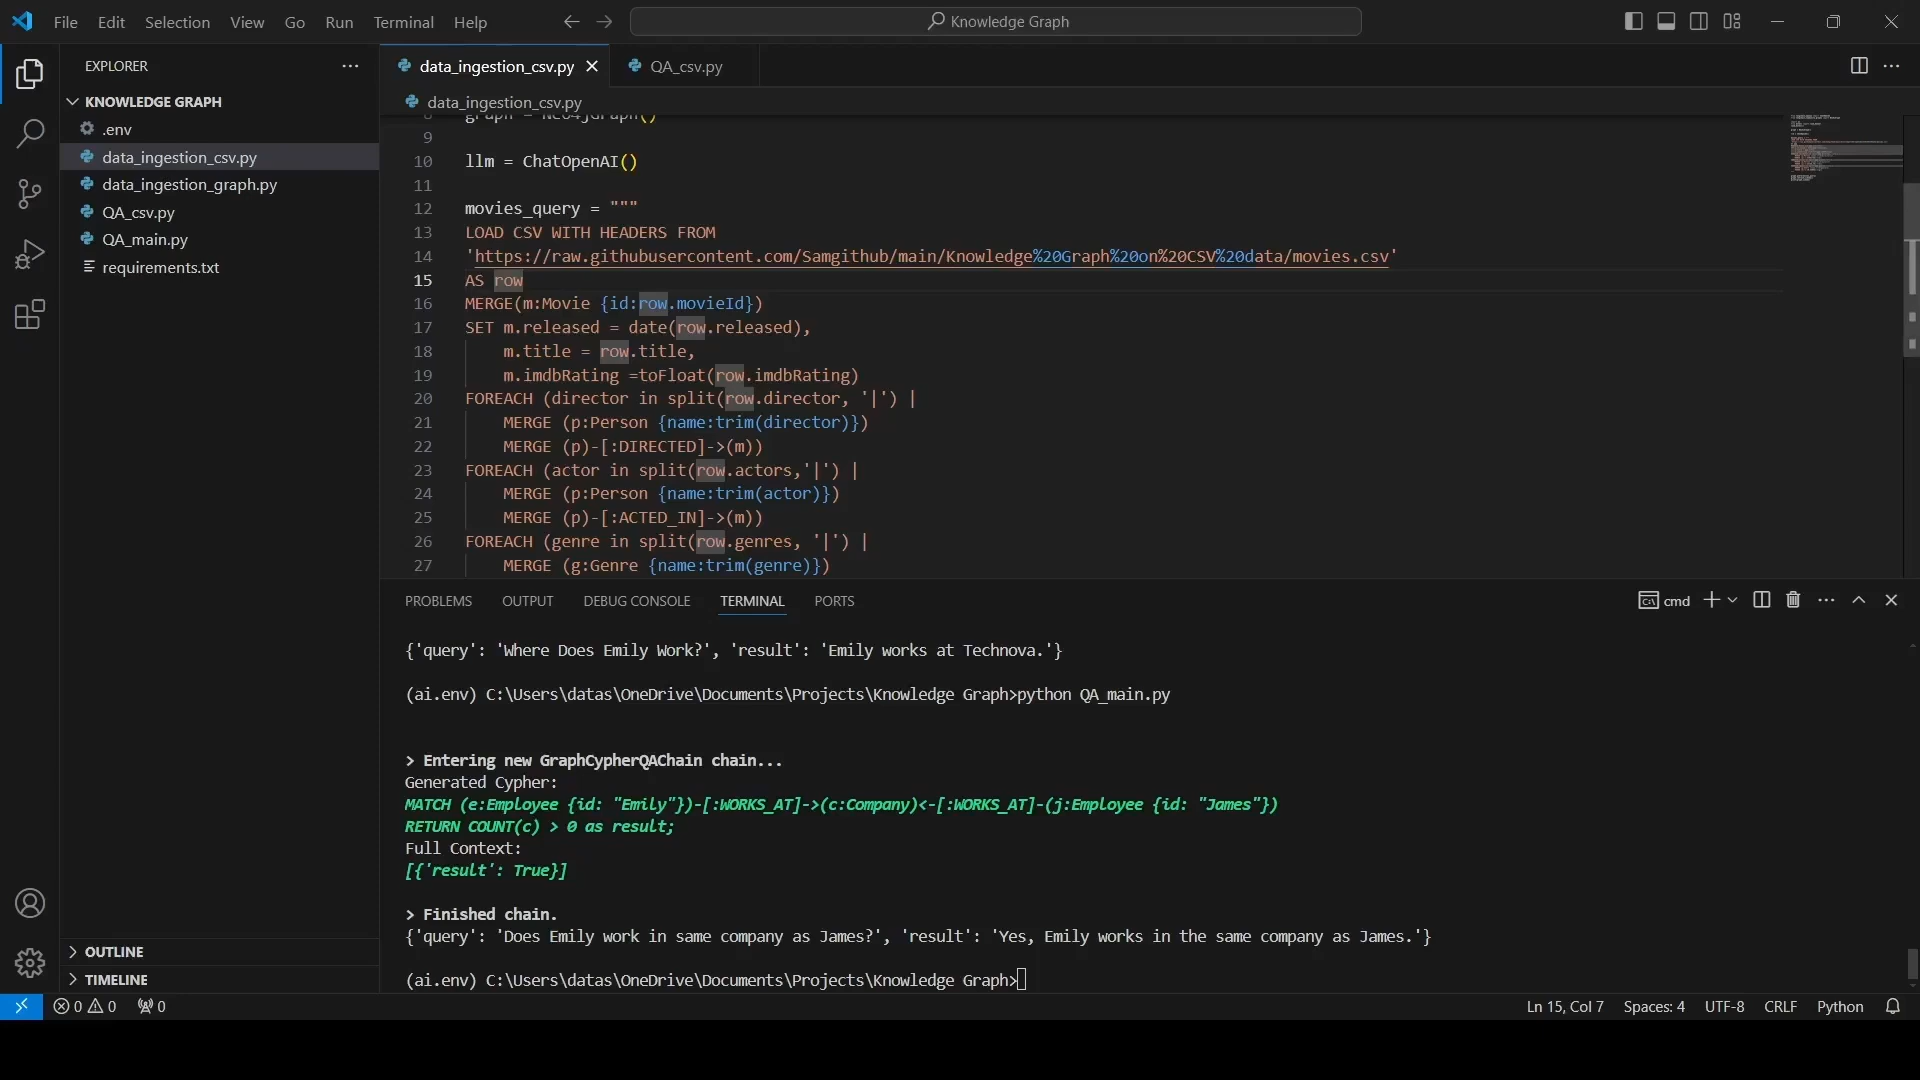 File Edit Selection View Go Run Terminal Help
Knowledge Graph
EXPLORER
KNOWLEDGE GRAPH
.env
data_ingestion_csv.py
data_ingestion_graph.py
QA_csv.py
QA_main.py
requirements.txt
OUTLINE
TIMELINE
data_ingestion_csv.py
QA_csv.py
data_ingestion_csv.py
8 graph = Neo4jGraph()
9
10 llm = ChatOpenAI()
11
12 movies_query = """
13 LOAD CSV WITH HEADERS FROM
14 'https://raw.githubusercontent.com/Samgithub/main/Knowledge%20Graph%20on%20CSV%20data/movies.csv'
15 AS row
16 MERGE(m:Movie {id:row.movieId})
17 SET m.released = date(row.released),
18 m.title = row.title,
19 m.imdbRating =toFloat(row.imdbRating)
20 FOREACH (director in split(row.director, '|') |
21 MERGE (p:Person {name:trim(director)})
22 MERGE (p)-[:DIRECTED]->(m))
23 FOREACH (actor in split(row.actors,'|') |
24 MERGE (p:Person {name:trim(actor)})
25 MERGE (p)-[:ACTED_IN]->(m))
26 FOREACH (genre in split(row.genres, '|') |
27 MERGE (g:Genre {name:trim(genre)})
PROBLEMS OUTPUT DEBUG CONSOLE TERMINAL PORTS
cmd
{'query': 'Where Does Emily Work?', 'result': 'Emily works at Technova.'}
(ai.env) C:\Users\datas\OneDrive\Documents\Projects\Knowledge Graph>python QA_main.py
> Entering new GraphCypherQAChain chain...
Generated Cypher:
MATCH (e:Employee {id: "Emily"})-[:WORKS_AT]->(c:Company)<-[:WORKS_AT]-(j:Employee {id: "James"})
RETURN COUNT(c) > 0 as result;
Full Context:
[{'result': True}]
> Finished chain.
{'query': 'Does Emily work in same company as James?', 'result': 'Yes, Emily works in the same company as James.'}
(ai.env) C:\Users\datas\OneDrive\Documents\Projects\Knowledge Graph>
0 0 0
Ln 15, Col 7 Spaces: 4 UTF-8 CRLF Python